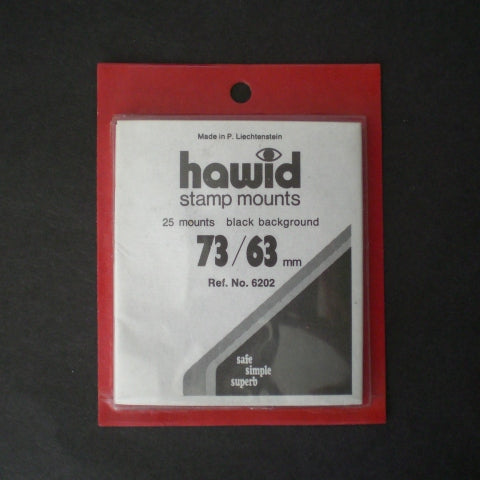 Made in P. Liechtenstein
hawid
stamp mounts
25 mounts black background
73/63 mm
Ref. No. 6202
safe
simple
superb